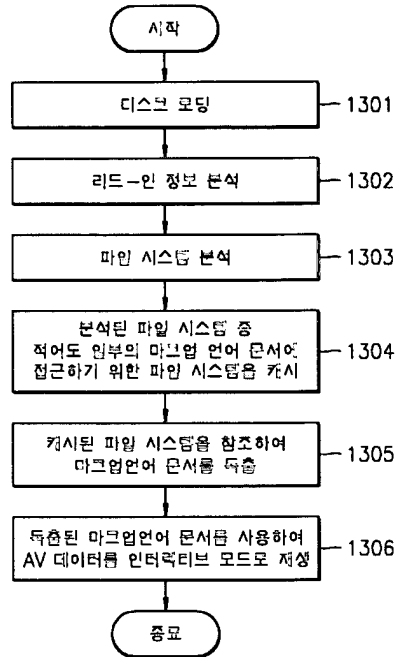 시작
디스크 로딩
1301
리드-인 정보 분석
1302
파일 시스템 분석
1303
분석된 파일 시스템 중
적어도 일부의 마크업 언어 문서에
접근하기 위한 파일 시스템을 캐시
1304
캐시된 파일 시스템을 참조하여
마크업언어 문서를 독출
1305
독출된 마크업언어 문서를 사용하여
AV 데이터를 인터랙티브 모드로 재생
1306
종료